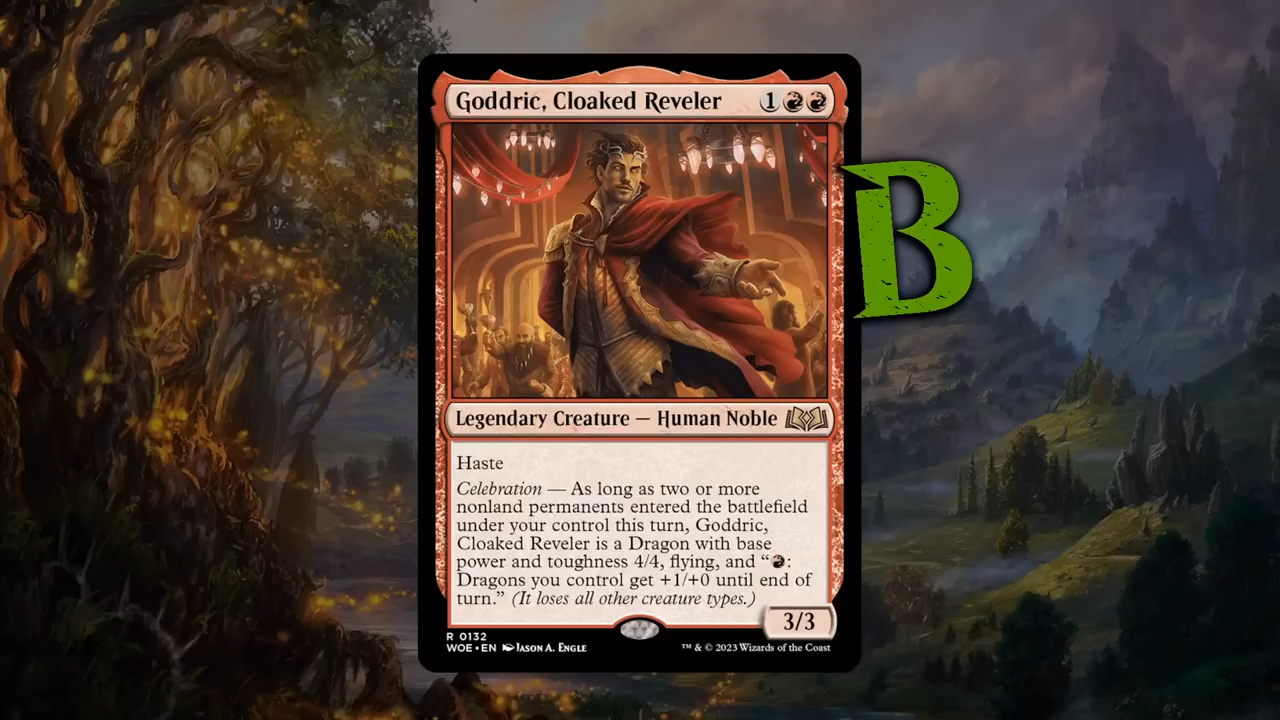 Goddric, Cloaked Reveler 1
B
Legendary Creature — Human Noble
Haste
Celebration — As long as two or more
nonland permanents entered the battlefield
under your control this turn, Goddric,
Cloaked Reveler is a Dragon with base
power and toughness 4/4, flying, and “:
Dragons you control get +1/+0 until end of
turn.” (It loses all other creature types.)
3/3
R 0132
WOE • EN Jason A. Engle
™ & © 2023 Wizards of the Coast